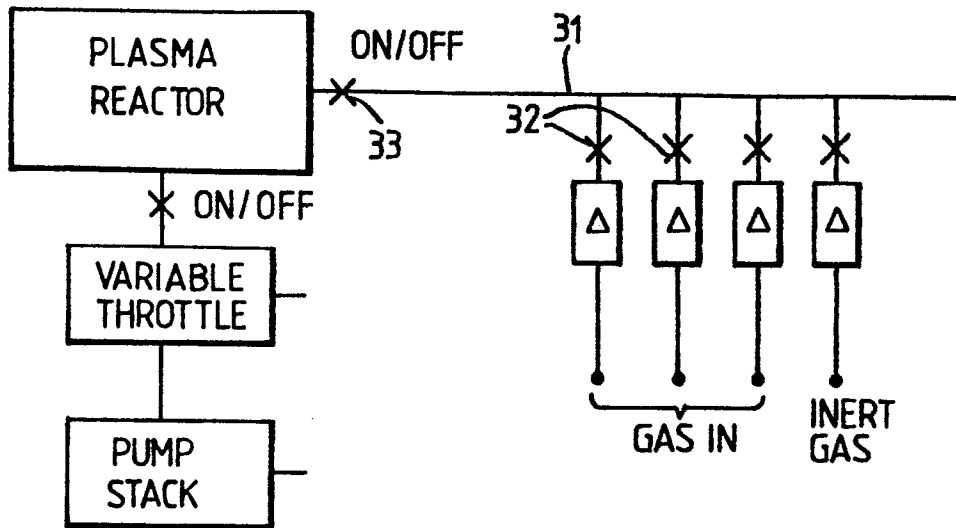 PLASMA
REACTOR
ON/OFF
31
33
32
ON/OFF
VARIABLE
THROTTLE
PUMP
STACK
Δ Δ Δ Δ
GAS IN
INERT
GAS